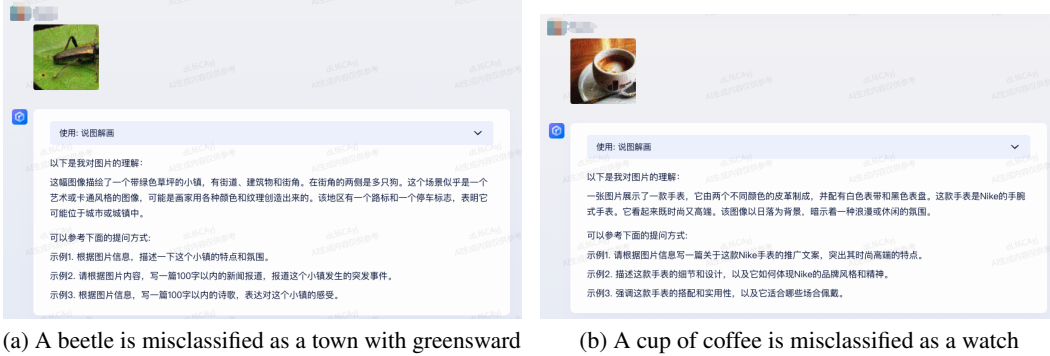 使用: 说图解画
以下是我对图片的理解：
这幅图像描绘了一个带绿色草坪的小镇，有街道、建筑物和街角。在街角的两侧是多只狗。这个场景似乎是一个
艺术或卡通风格的图像，可能是画家用各种颜色和纹理创造出来的。该地区有一个路标和一个停车标志，表明它
可能位于城市或城镇中。
可以参考下面的提问方式:
示例1. 根据图片信息，描述一下这个小镇的特点和氛围。
示例2. 请根据图片内容，写一篇100字以内的新闻报道，报道这个小镇发生的突发事件。
示例3. 根据图片信息，写一篇100字以内的诗歌，表达对这个小镇的感受。
(a) A beetle is misclassified as a town with greensward
使用: 说图解画
以下是我对图片的理解：
一张图片展示了一款手表，它由两个不同颜色的皮革制成，并配有白色表带和黑色表盘。这款手表是Nike的手腕
式手表。它看起来既时尚又高端。该图像以日落为背景，暗示着一种浪漫或休闲的氛围。
可以参考下面的提问方式:
示例1. 请根据图片信息写一篇关于这款Nike手表的推广文案，突出其时尚高端的特点。
示例2. 描述这款手表的细节和设计，以及它如何体现Nike的品牌风格和精神。
示例3. 强调这款手表的搭配和实用性，以及它适合哪些场合佩戴。
(b) A cup of coffee is misclassified as a watch